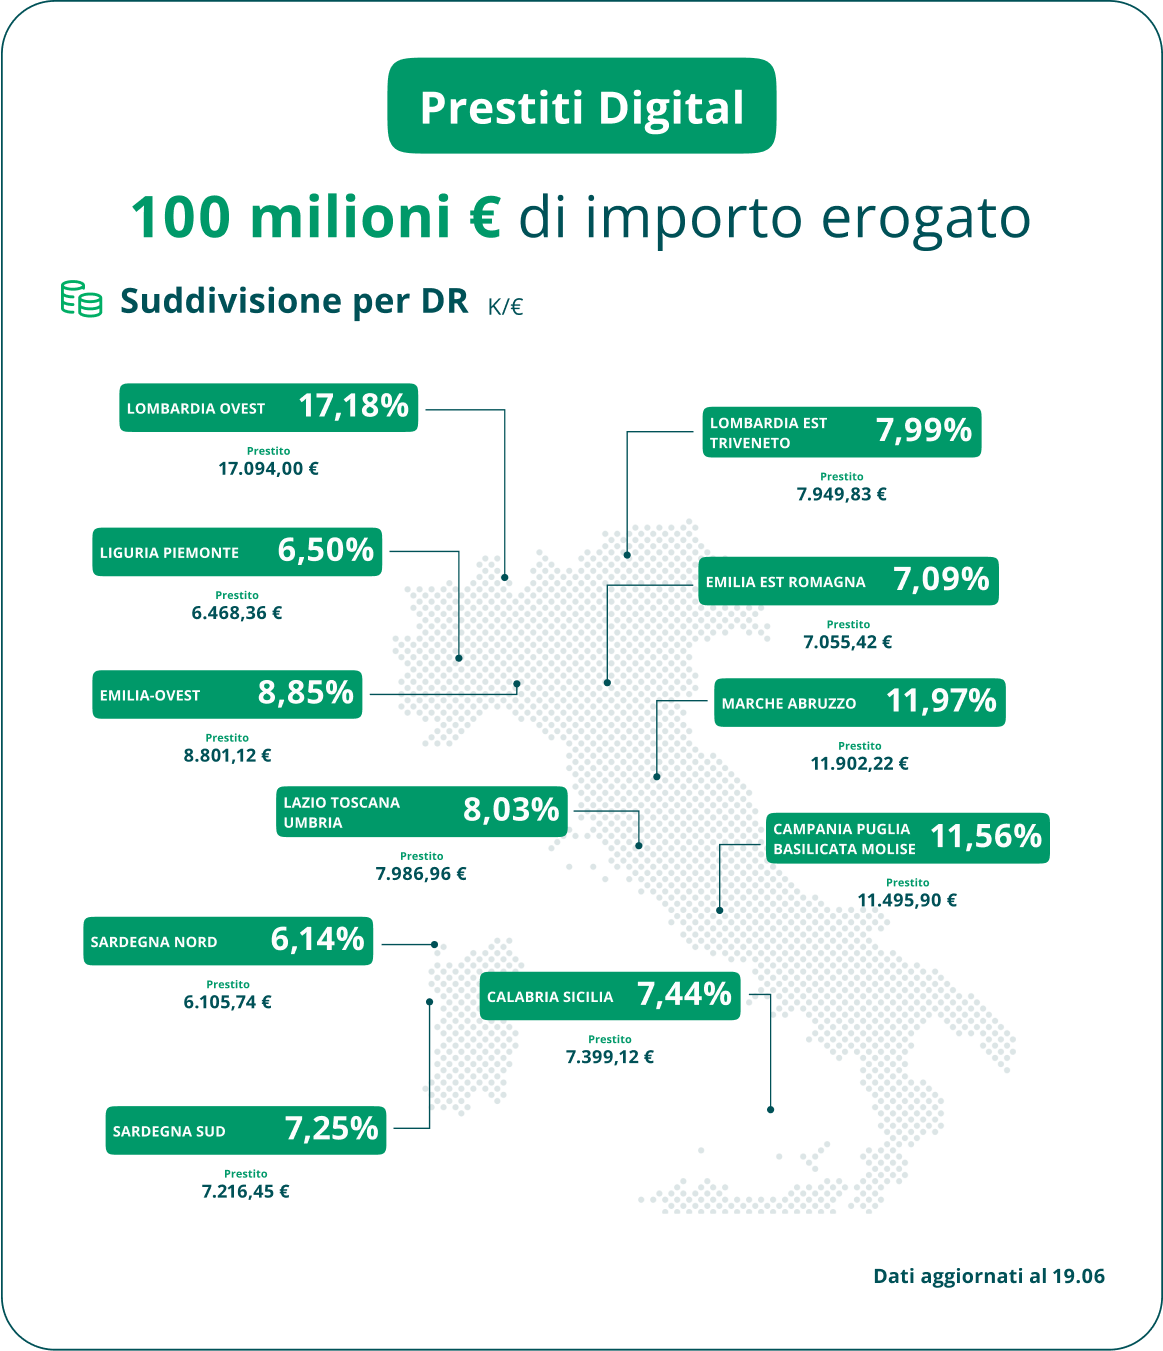 Prestiti Digital
100 milioni € di importo erogato
Suddivisione per DR K/€
LOMBARDIA OVEST 17,18%
Prestito
17.094,00 €
LOMBARDIA EST
TRIVENETO
7,99%
Prestito
7.949,83 €
LIGURIA PIEMONTE 6,50%
Prestito
6.468,36 €
EMILIA EST ROMAGNA 7,09%
Prestito
7.055,42 €
EMILIA-OVEST 8,85%
Prestito
8.801,12 €
MARCHE ABRUZZO 11,97%
Prestito
11.902,22 €
LAZIO TOSCANA
UMBRIA
8,03%
Prestito
7.986,96 €
CAMPANIA PUGLIA
BASILICATA MOLISE
11,56%
Prestito
11.495,90 €
SARDEGNA NORD 6,14%
Prestito
6.105,74 €
CALABRIA SICILIA 7,44%
Prestito
7.399,12 €
SARDEGNA SUD 7,25%
Prestito
7.216,45 €
Dati aggiornati al 19.06